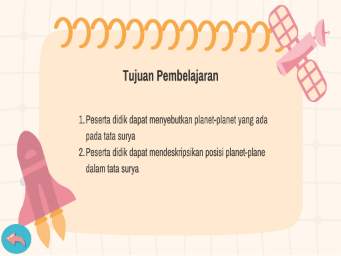 Tujuan Pembelajaran
1. Peserta didik dapat menyebutkan planet-planet yang ada
pada tata surya
2. Peserta didik dapat mendeskripsikan posisi planet-plane
dalam tata surya